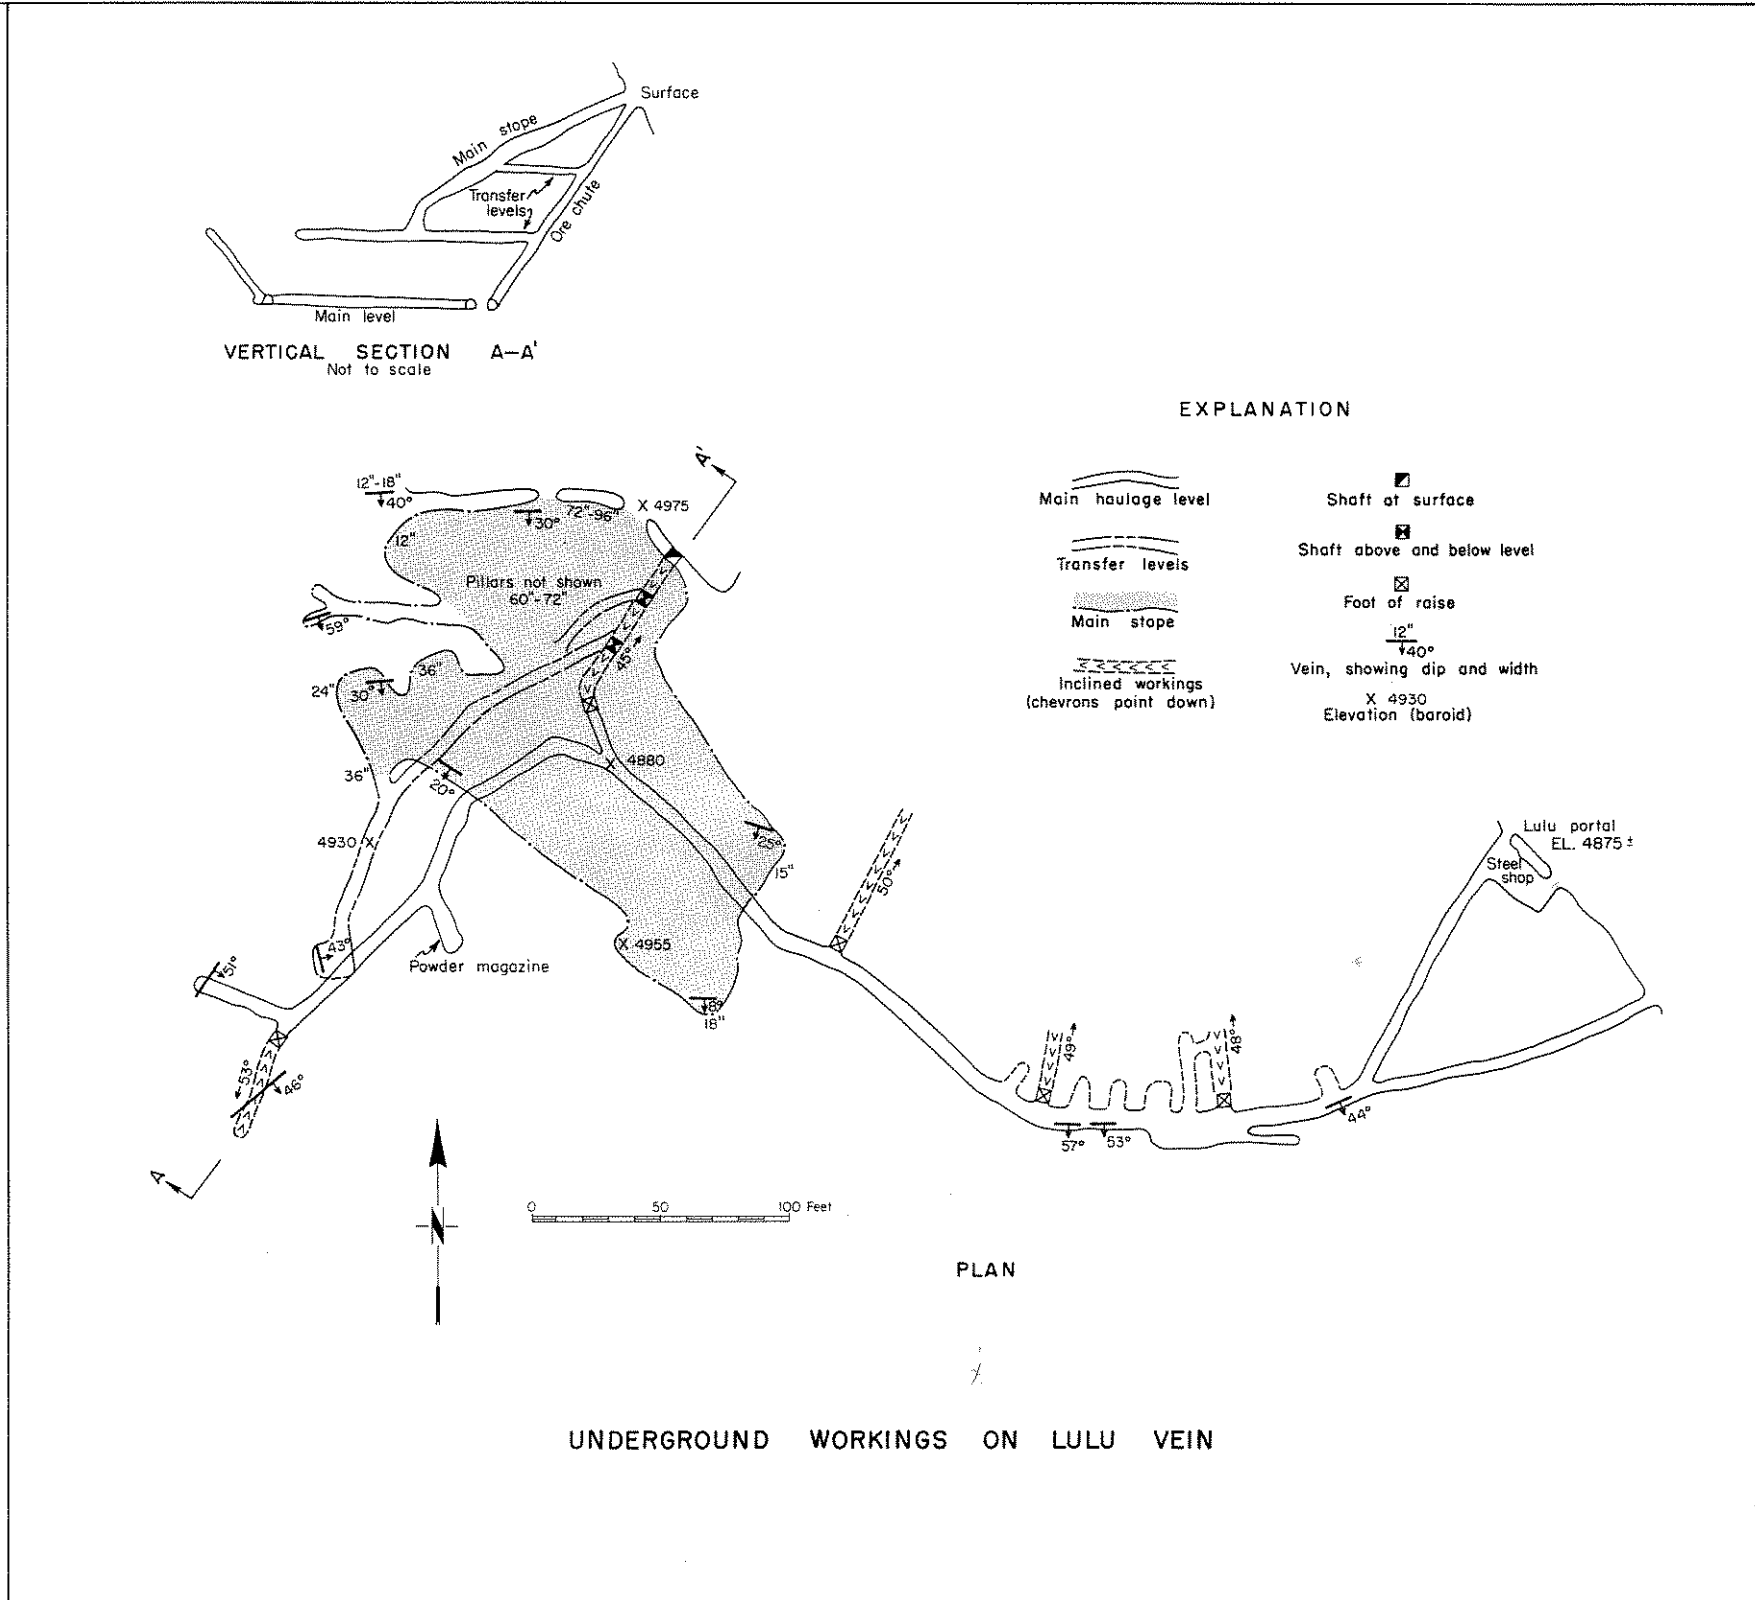 Surface
Main stope
Transfer
levels
Ore chute
Main level
VERTICAL SECTION A-A'
Not to scale
EXPLANATION
Main haulage level
Shaft at surface
Shaft above and below level
Transfer levels
Foot of raise
Main stope
12"
40°
Vein, showing dip and width
Inclined workings
(chevrons point down)
X 4930
Elevation (baroid)
A'
12"-18"
40°
30°
72"-96"
X 4975
12"
Pillars not shown
60"-72"
59°
45°
36"
24"
30°
36"
20°
X 4880
4930 X
25°
15"
50°
Lulu portal
EL. 4875 ±
Steel
shop
43°
X 4955
Powder magazine
51°
18"
53°
46°
49°
48°
44°
57°
53°
A
N
0 50 100 Feet
PLAN
UNDERGROUND WORKINGS ON LULU VEIN